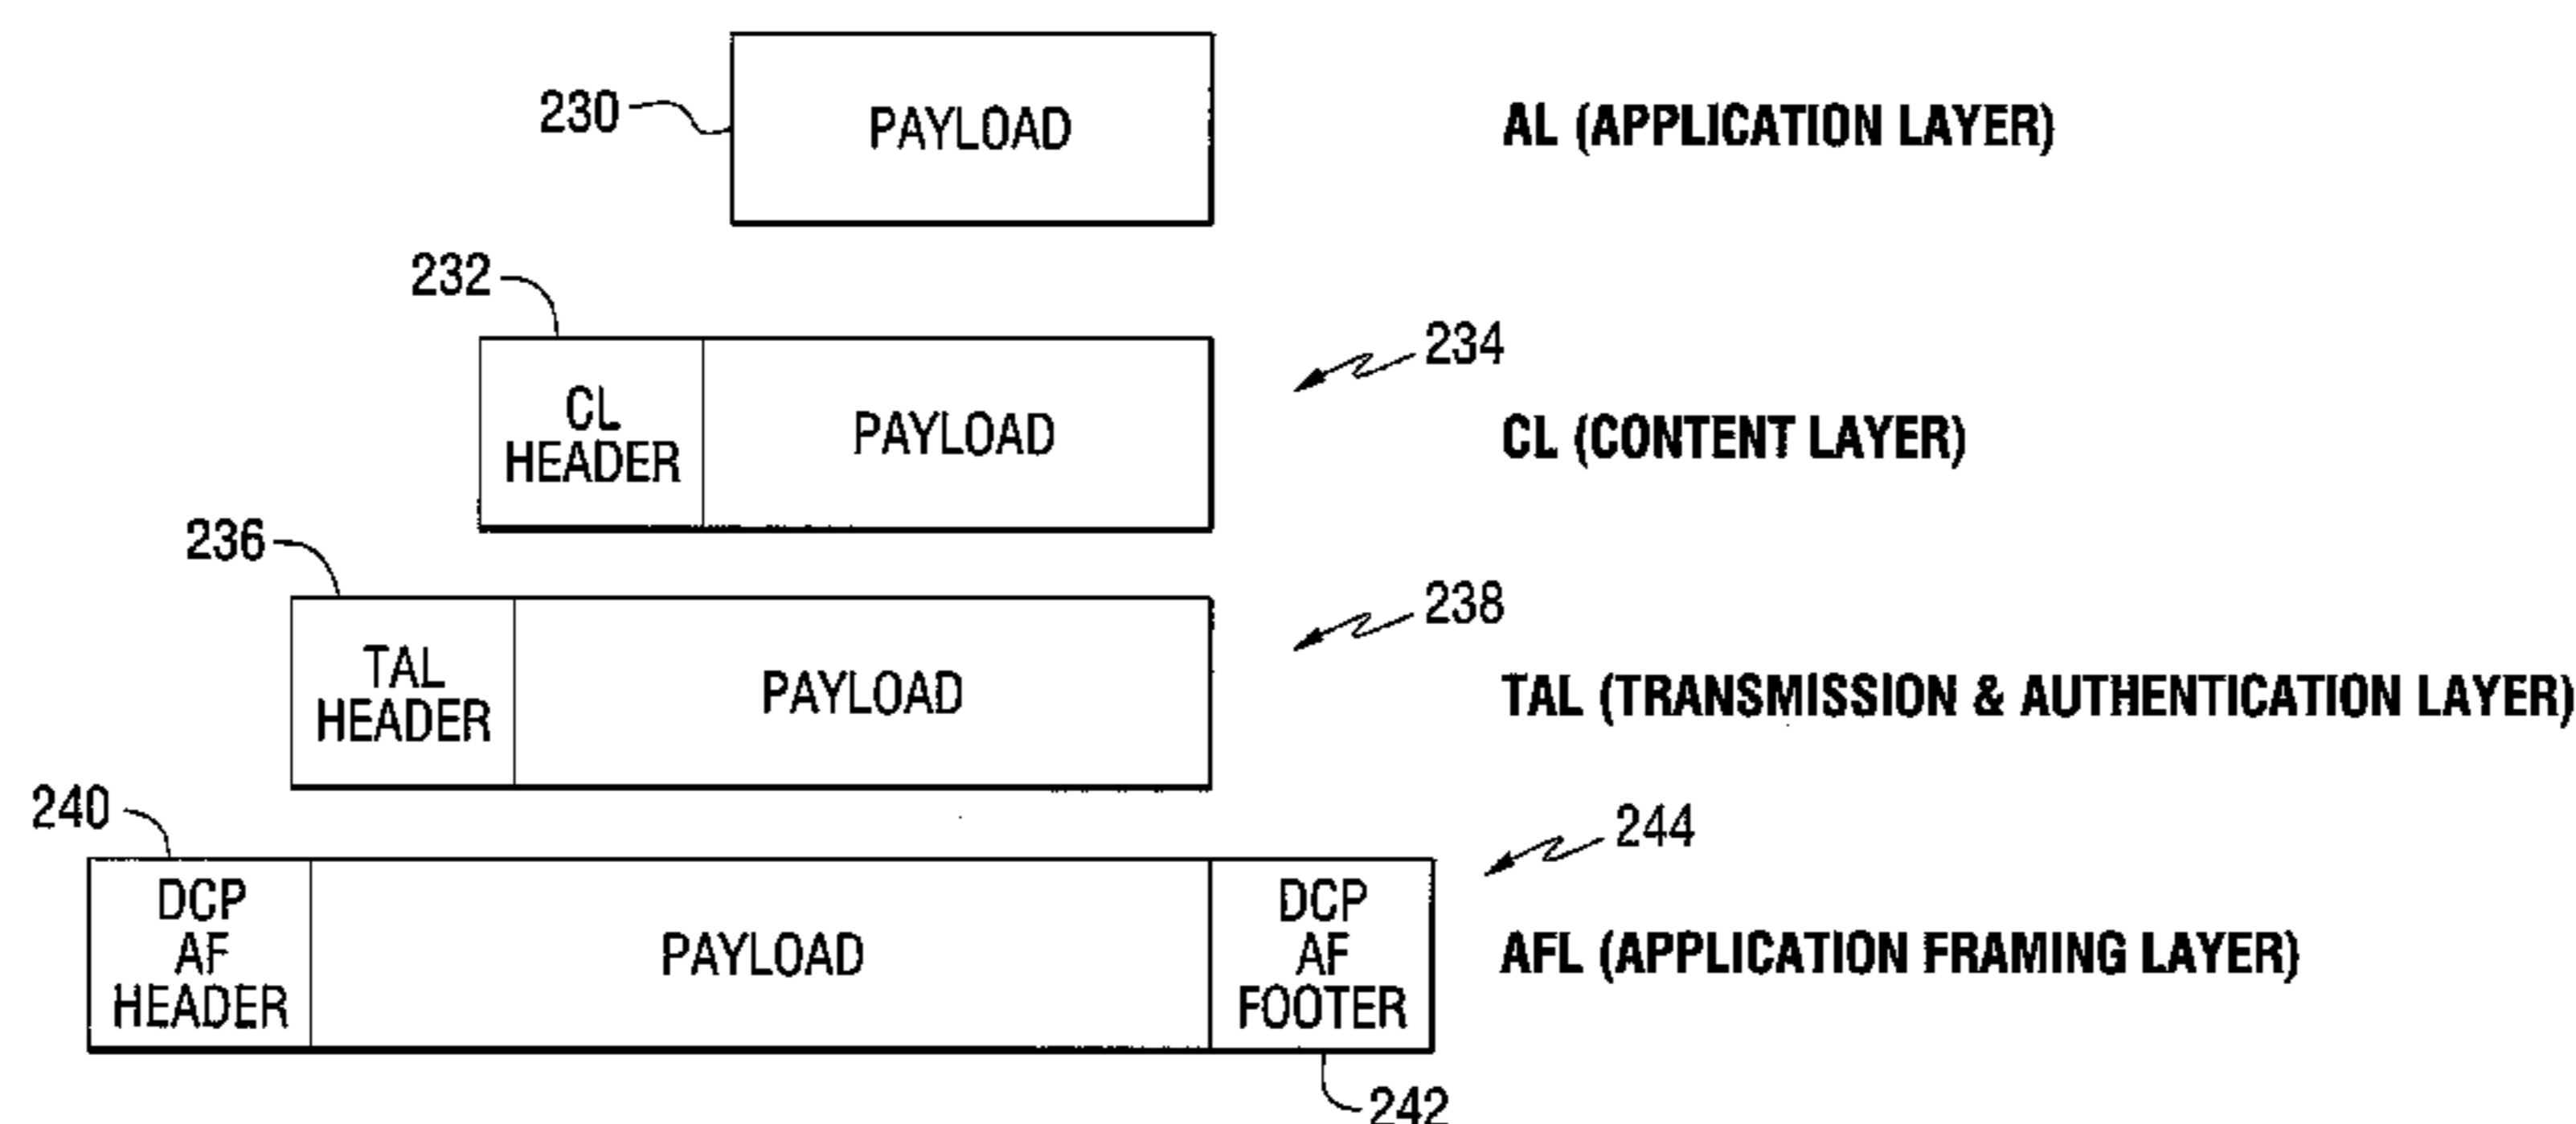 230
PAYLOAD
AL (APPLICATION LAYER)
232
234
CL
HEADER
PAYLOAD
CL (CONTENT LAYER)
236
238
TAL
HEADER
PAYLOAD
TAL (TRANSMISSION & AUTHENTICATION LAYER)
240
244
DCP
AF
HEADER
PAYLOAD
DCP
AF
FOOTER
AFL (APPLICATION FRAMING LAYER)
242